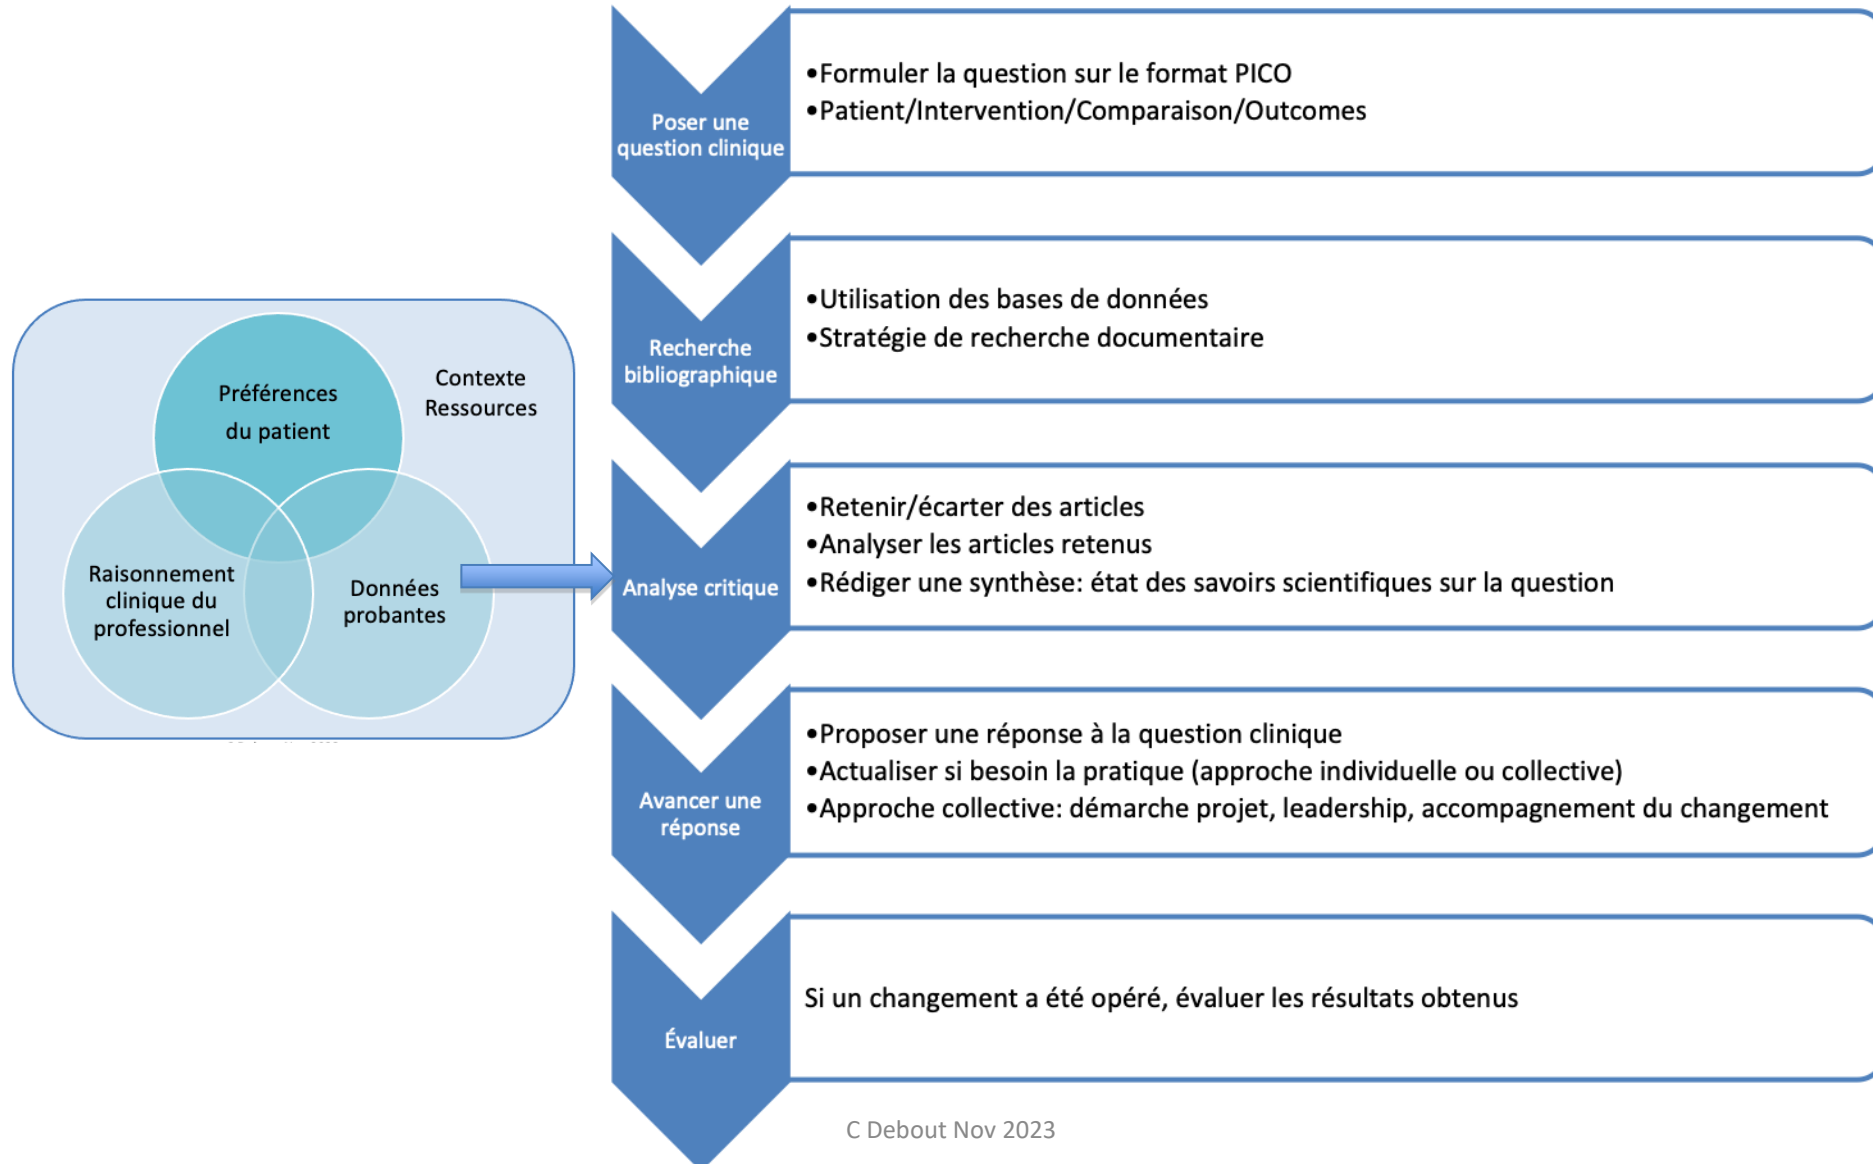 Préférences
du patient
Contexte
Ressources
Raisonnement
clinique du
professionnel
Données
probantes
Poser une
question clinique
•Formuler la question sur le format PICO
•Patient/Intervention/Comparaison/Outcomes
Recherche
bibliographique
•Utilisation des bases de données
•Stratégie de recherche documentaire
Analyse critique
•Retenir/écarter des articles
•Analyser les articles retenus
•Rédiger une synthèse: état des savoirs scientifiques sur la question
Avancer une
réponse
•Proposer une réponse à la question clinique
•Actualiser si besoin la pratique (approche individuelle ou collective)
•Approche collective: démarche projet, leadership, accompagnement du changement
Évaluer
Si un changement a été opéré, évaluer les résultats obtenus
C Debout Nov 2023